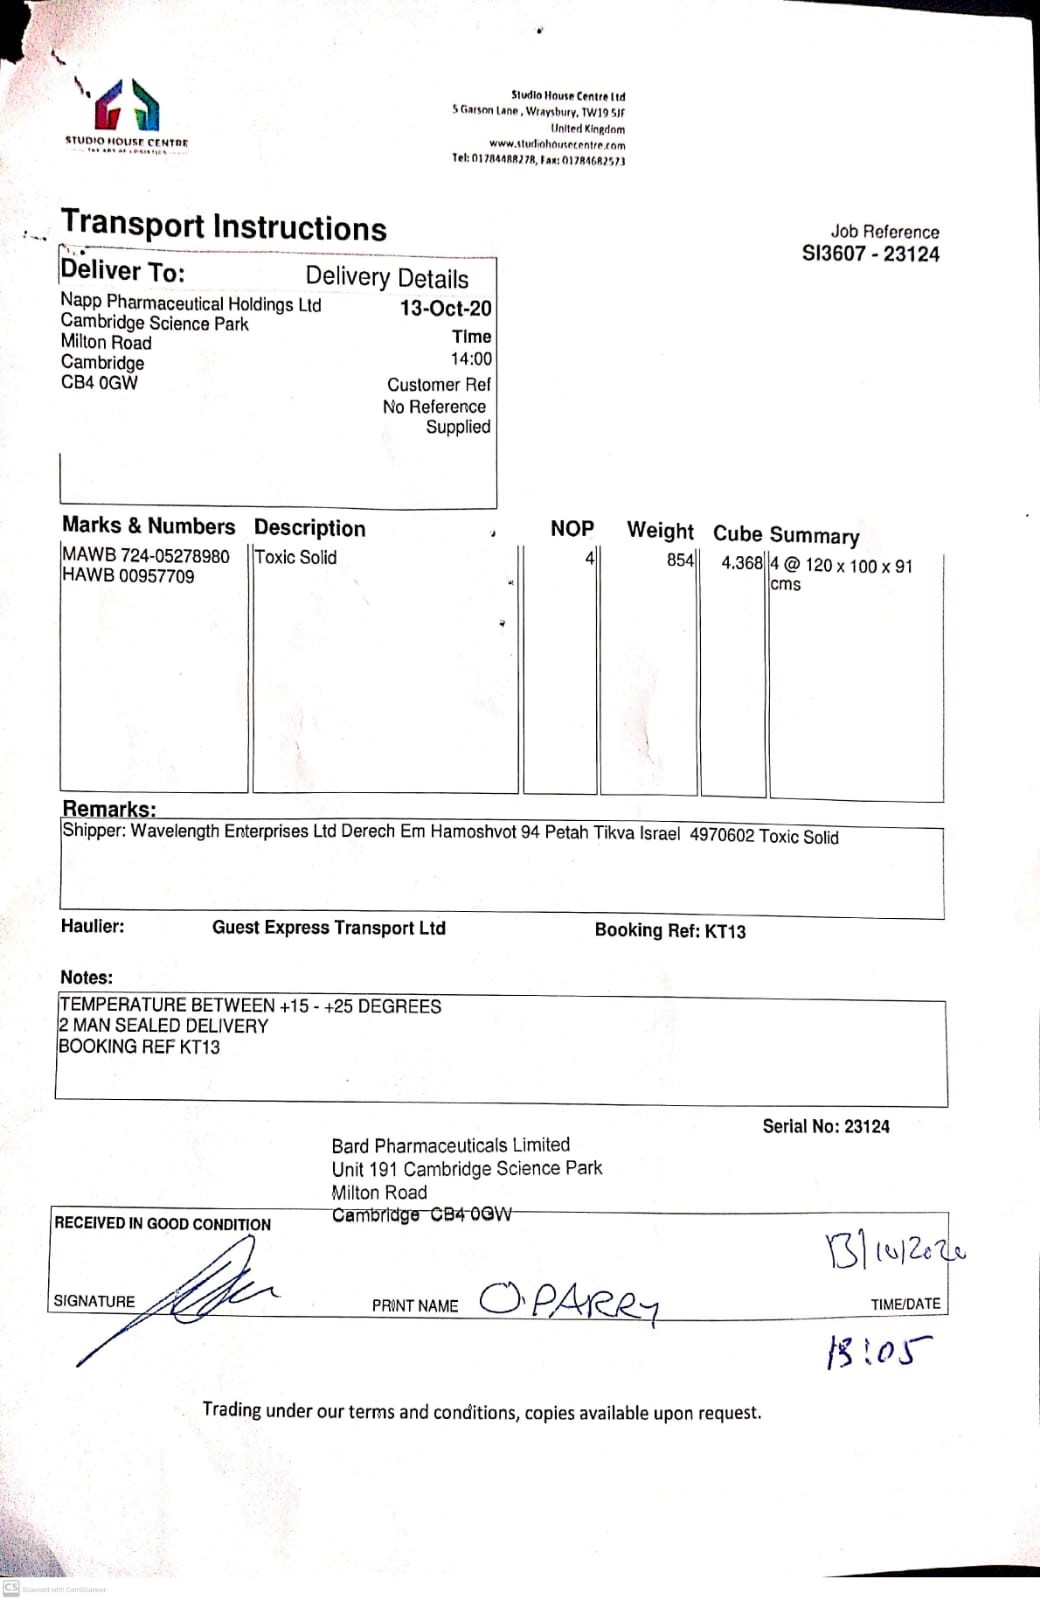 STUDIO HOUSE CENTRE
THE ART OF LOGISTICS
Studio House Centre Ltd
5 Garson Lane , Wraysbury, TW19 5JF
United Kingdom
www.studiohousecentre.com
Tel: 01784488278, Fax: 01784682573
Transport Instructions
Job Reference
SI3607 - 23124
Deliver To: Delivery Details
Napp Pharmaceutical Holdings Ltd 13-Oct-20
Cambridge Science Park Time
Milton Road 14:00
Cambridge
CB4 0GW Customer Ref
No Reference
Supplied
Marks & Numbers Description NOP Weight Cube Summary
MAWB 724-05278980 Toxic Solid 4 854 4.368 4 @ 120 x 100 x 91
HAWB 00957709 cms
Remarks:
Shipper: Wavelength Enterprises Ltd Derech Em Hamoshvot 94 Petah Tikva Israel 4970602 Toxic Solid
Haulier: Guest Express Transport Ltd Booking Ref: KT13
Notes:
TEMPERATURE BETWEEN +15 - +25 DEGREES
2 MAN SEALED DELIVERY
BOOKING REF KT13
Serial No: 23124
Bard Pharmaceuticals Limited
Unit 191 Cambridge Science Park
Milton Road
Cambridge CB4 0GW
RECEIVED IN GOOD CONDITION
13/10/2020
SIGNATURE PRINT NAME O.PARRY TIME/DATE
13:05
Trading under our terms and conditions, copies available upon request.
CS Scanned with CamScanner